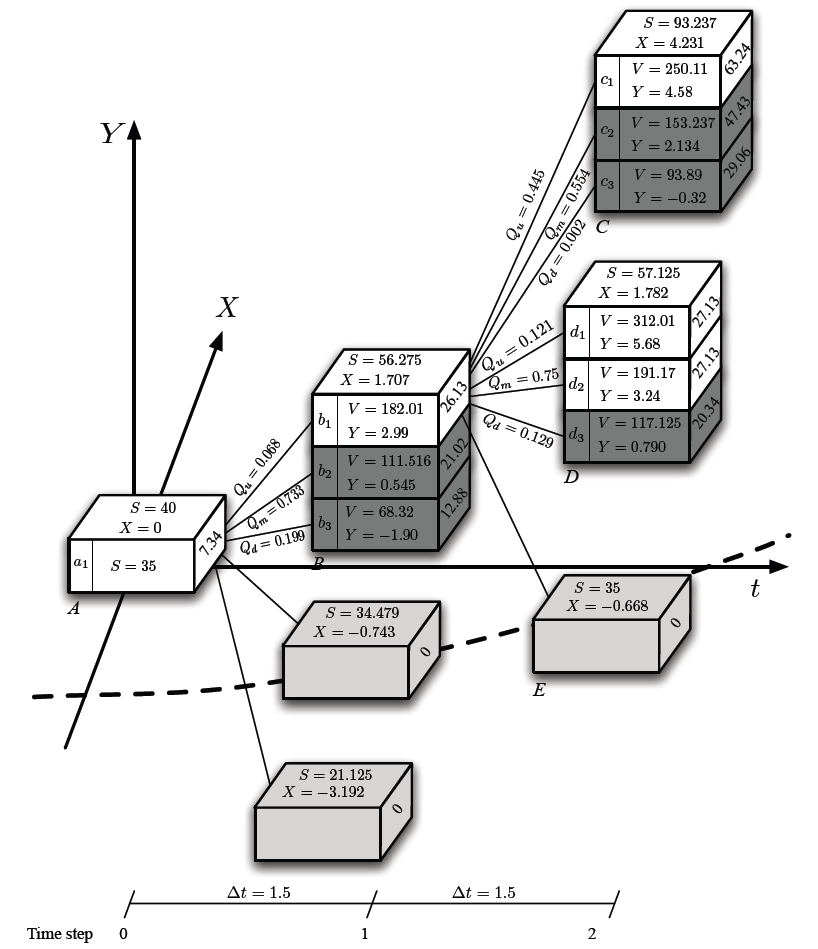 S = 93.237
X = 4.231
c₁
V = 250.11
Y = 4.58
63.24
c₂
V = 153.237
Y = 2.134
47.43
c₃
V = 93.89
Y = −0.32
29.06
C
Y
X
Qᵤ = 0.445
Qₘ = 0.554
Q_d = 0.002
S = 57.125
X = 1.782
d₁
V = 312.01
Y = 5.68
27.13
d₂
V = 191.17
Y = 3.24
27.13
d₃
V = 117.125
Y = 0.790
20.34
D
Qᵤ = 0.121
Qₘ = 0.75
Q_d = 0.129
S = 56.275
X = 1.707
b₁
V = 182.01
Y = 2.99
26.13
b₂
V = 111.516
Y = 0.545
21.02
b₃
V = 68.32
Y = −1.90
12.88
B
Qᵤ = 0.068
Qₘ = 0.733
Q_d = 0.199
S = 40
X = 0
a₁
S = 35
7.34
A
t
S = 34.479
X = −0.743
0
S = 35
X = −0.668
0
E
S = 21.125
X = −3.192
0
Δt = 1.5
Δt = 1.5
Time step 0 1 2